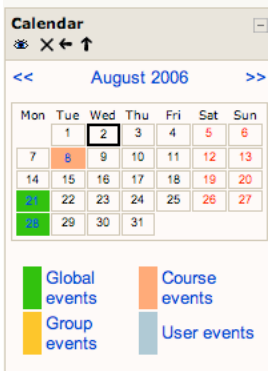 Calendar
<< August 2006 >>
Mon Tue Wed Thu Fri Sat Sun
1 2 3 4 5 6
7 8 9 10 11 12 13
14 15 16 17 18 19 20
21 22 23 24 25 26 27
28 29 30 31
Global events Course events
Group events User events